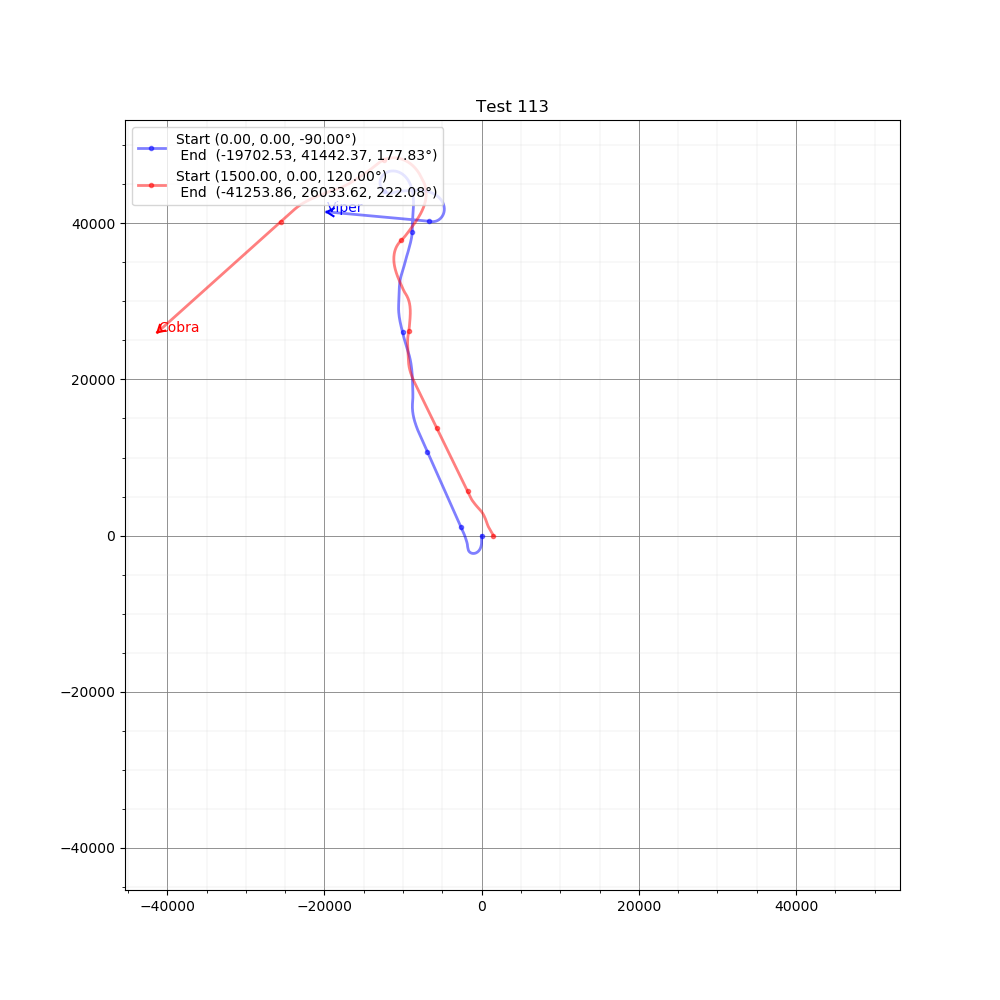 Test 113
Start (0.00, 0.00, -90.00°)
End (-19702.53, 41442.37, 177.83°)
Start (1500.00, 0.00, 120.00°)
End (-41253.86, 26033.62, 222.08°)
Viper
Cobra
40000
20000
0
−20000
−40000
−40000
−20000
0
20000
40000